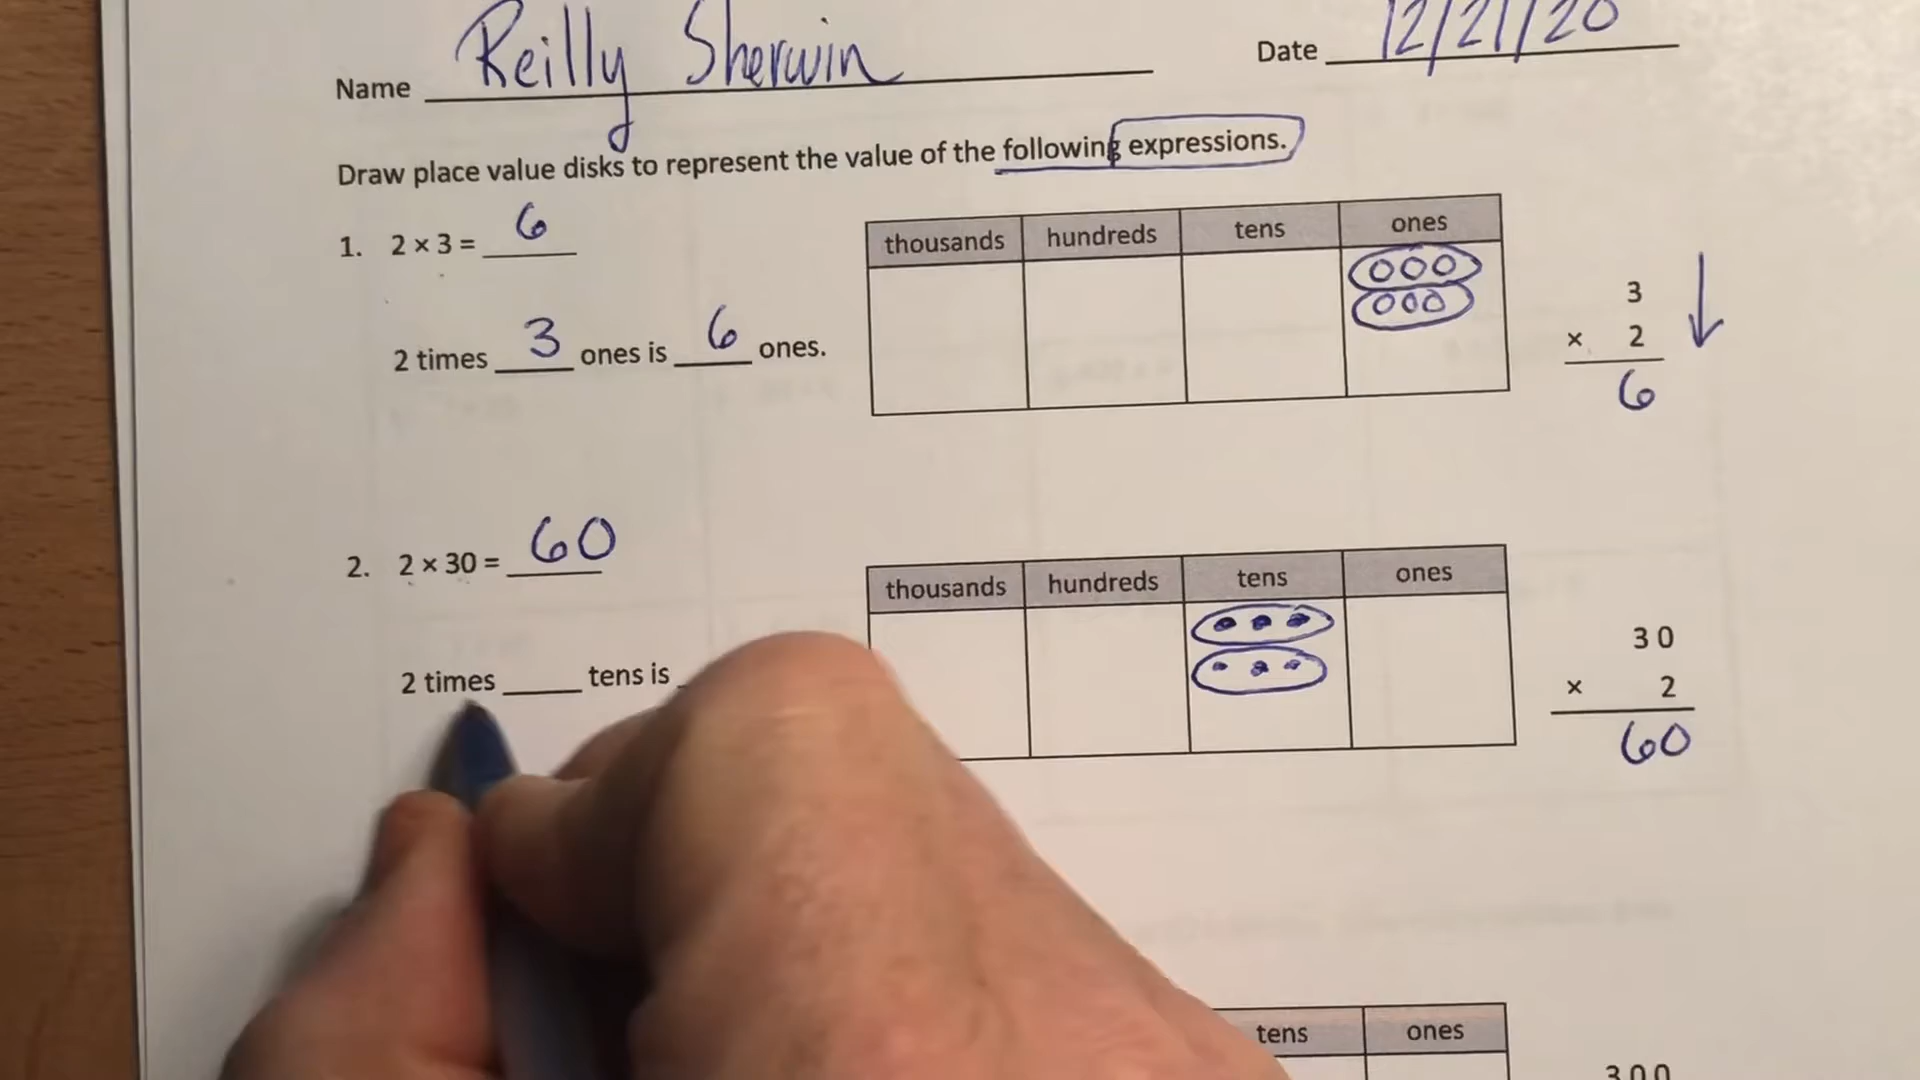 Name Reilly Sherwin Date 12/21/20
Draw place value disks to represent the value of the following expressions.
1. 2 × 3 = 6
2 times 3 ones is 6 ones.
thousands hundreds tens ones
3
× 2
6
2. 2 × 30 = 60
2 times ____ tens is
thousands hundreds tens ones
30
× 2
60
tens ones
300